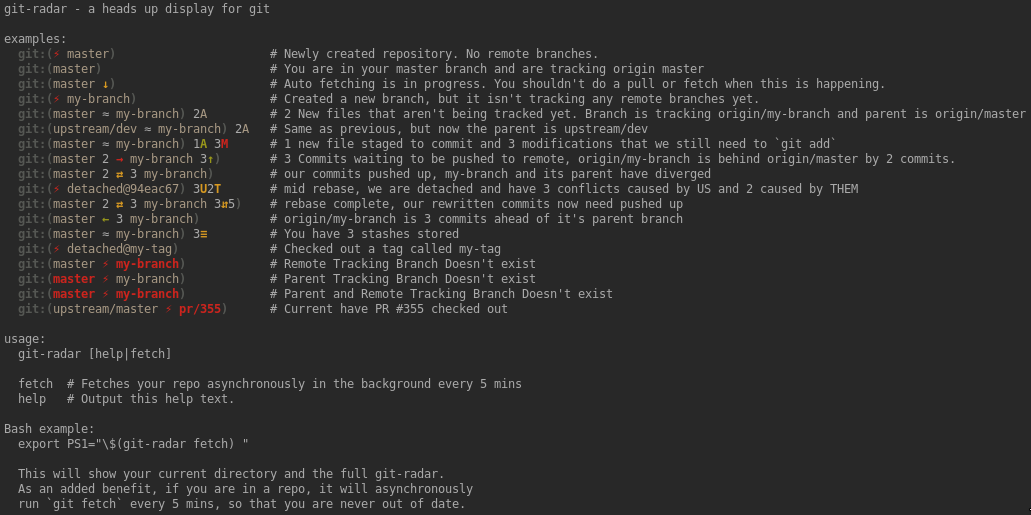 git-radar - a heads up display for git

examples:
  git:(⚡ master)                      # Newly created repository. No remote branches.
  git:(master)                        # You are in your master branch and are tracking origin master
  git:(master ↓)                      # Auto fetching is in progress. You shouldn't do a pull or fetch when this is happening.
  git:(⚡ my-branch)                   # Created a new branch, but it isn't tracking any remote branches yet.
  git:(master ≈ my-branch) 2A         # 2 New files that aren't being tracked yet. Branch is tracking origin/my-branch and parent is origin/master
  git:(upstream/dev ≈ my-branch) 2A   # Same as previous, but now the parent is upstream/dev
  git:(master ≈ my-branch) 1A 3M      # 1 new file staged to commit and 3 modifications that we still need to `git add`
  git:(master 2 → my-branch 3↑)       # 3 Commits waiting to be pushed to remote, origin/my-branch is behind origin/master by 2 commits.
  git:(master 2 ⇄ 3 my-branch)        # our commits pushed up, my-branch and its parent have diverged
  git:(⚡ detached@94eac67) 3U2T       # mid rebase, we are detached and have 3 conflicts caused by US and 2 caused by THEM
  git:(master 2 ⇄ 3 my-branch 3⇵5)    # rebase complete, our rewritten commits now need pushed up
  git:(master ← 3 my-branch)          # origin/my-branch is 3 commits ahead of it's parent branch
  git:(master ≈ my-branch) 3≡         # You have 3 stashes stored
  git:(⚡ detached@my-tag)             # Checked out a tag called my-tag
  git:(master ⚡ my-branch)            # Remote Tracking Branch Doesn't exist
  git:(master ⚡ my-branch)            # Parent Tracking Branch Doesn't exist
  git:(master ⚡ my-branch)            # Parent and Remote Tracking Branch Doesn't exist
  git:(upstream/master ⚡ pr/355)      # Current have PR #355 checked out

usage:
  git-radar [help|fetch]

  fetch  # Fetches your repo asynchronously in the background every 5 mins
  help   # Output this help text.

Bash example:
  export PS1="\$(git-radar fetch) "

  This will show your current directory and the full git-radar.
  As an added benefit, if you are in a repo, it will asynchronously
  run `git fetch` every 5 mins, so that you are never out of date.